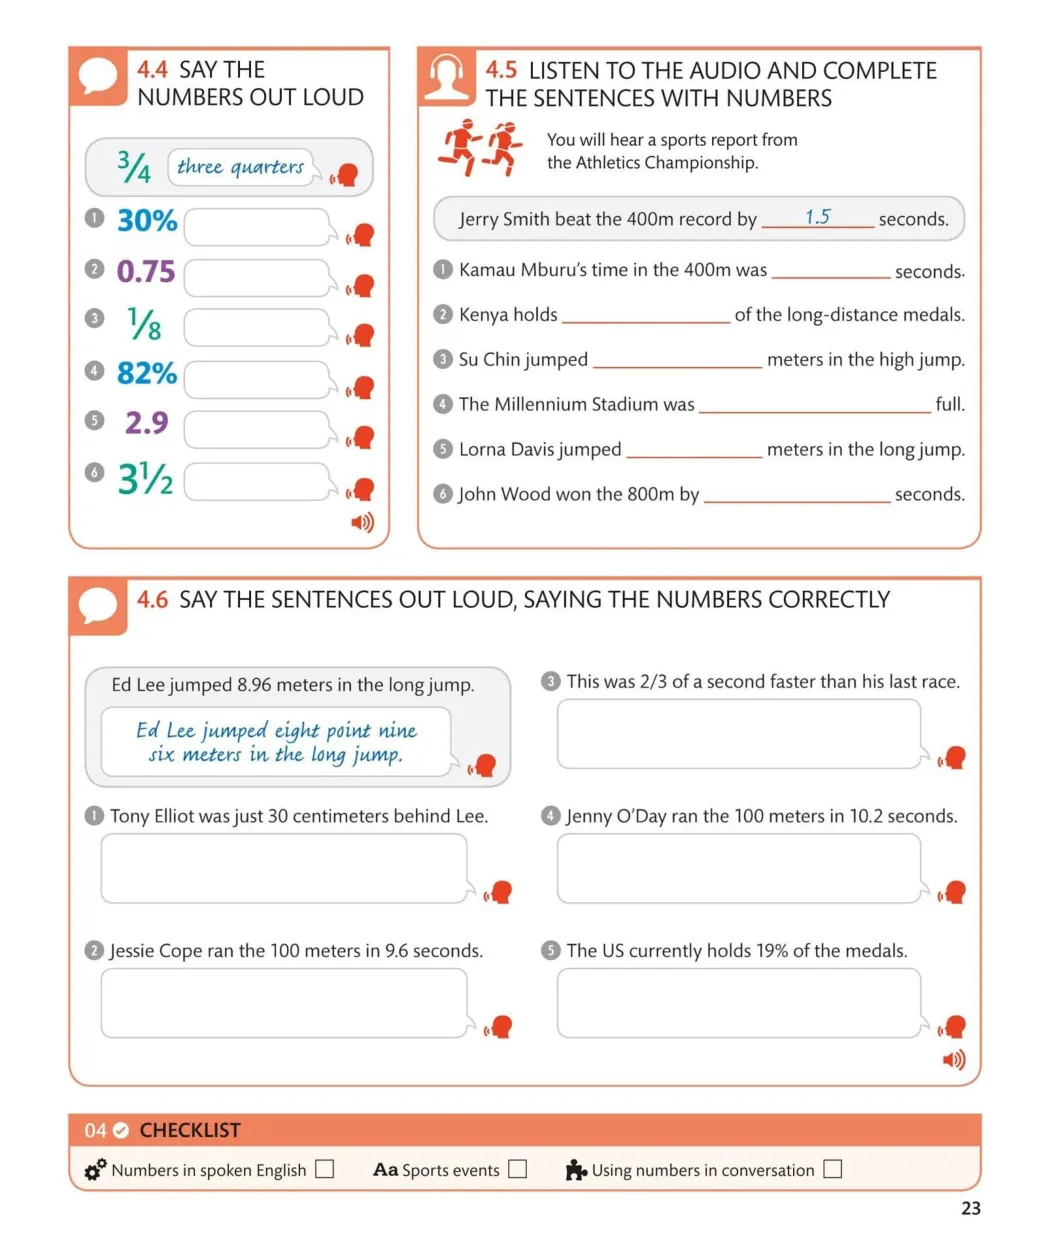 4.4 SAY THE
NUMBERS OUT LOUD
3/4 three quarters
1 30%
2 0.75
3 1/8
4 82%
5 2.9
6 3 1/2
4.5 LISTEN TO THE AUDIO AND COMPLETE
THE SENTENCES WITH NUMBERS
You will hear a sports report from
the Athletics Championship.
Jerry Smith beat the 400m record by 1.5 seconds.
1 Kamau Mburu's time in the 400m was ____________ seconds.
2 Kenya holds ____________ of the long-distance medals.
3 Su Chin jumped ____________ meters in the high jump.
4 The Millennium Stadium was ____________ full.
5 Lorna Davis jumped ____________ meters in the long jump.
6 John Wood won the 800m by ____________ seconds.
4.6 SAY THE SENTENCES OUT LOUD, SAYING THE NUMBERS CORRECTLY
Ed Lee jumped 8.96 meters in the long jump.
Ed Lee jumped eight point nine
six meters in the long jump.
1 Tony Elliot was just 30 centimeters behind Lee.
2 Jessie Cope ran the 100 meters in 9.6 seconds.
3 This was 2/3 of a second faster than his last race.
4 Jenny O'Day ran the 100 meters in 10.2 seconds.
5 The US currently holds 19% of the medals.
04 CHECKLIST
Numbers in spoken English
Aa Sports events
Using numbers in conversation
23